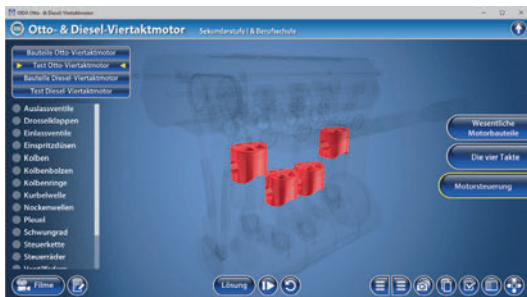 GIDA Otto- & Diesel-Viertaktmotor
Otto- & Diesel-Viertaktmotor
Sekundarstufe I & Berufsschule
Bauteile Otto-Viertaktmotor
Test Otto-Viertaktmotor
Bauteile Diesel-Viertaktmotor
Test Diesel-Viertaktmotor
Auslassventile
Drosselklappen
Einlassventile
Einspritzdüsen
Kolben
Kolbenbolzen
Kolbenringe
Kurbelwelle
Nockenwellen
Pleuel
Schwungrad
Steuerkette
Steuerräder
Ventilfedern
Wesentliche
Motorbauteile
Die vier Takte
Motorsteuerung
Filme
Lösung